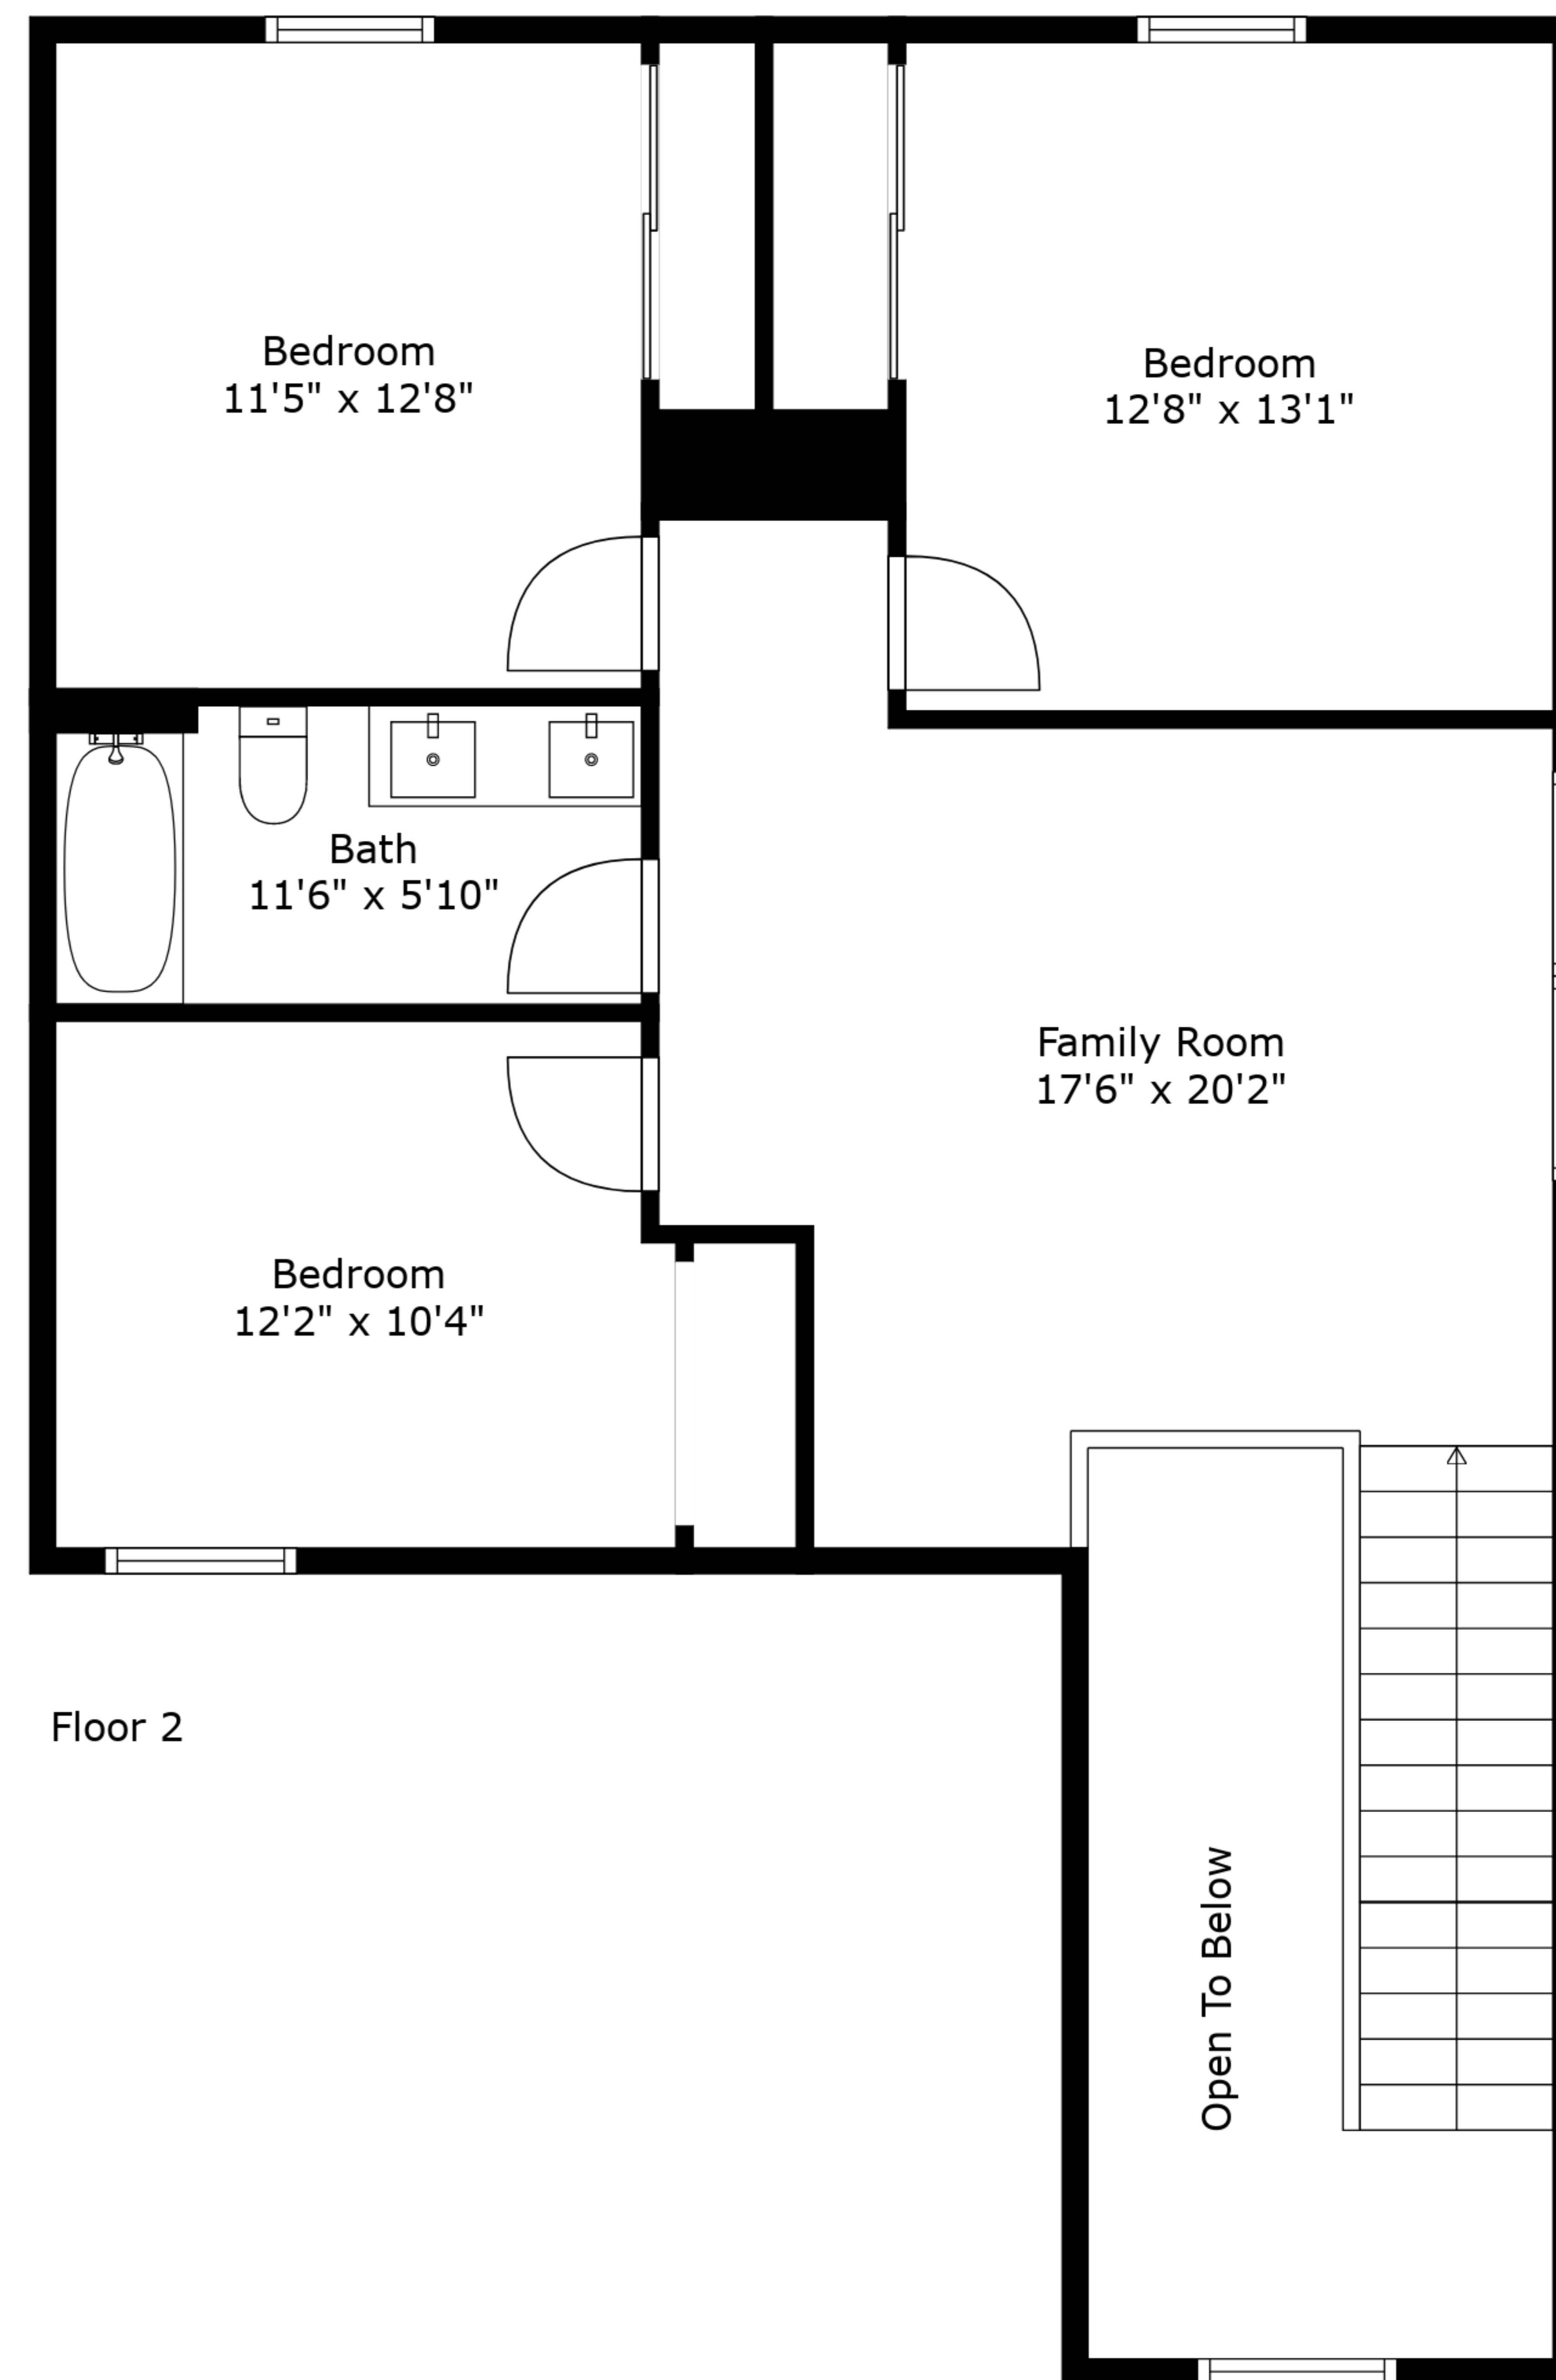 Bedroom
11'5" x 12'8"
Bedroom
12'8" x 13'1"
Bath
11'6" x 5'10"
Family Room
17'6" x 20'2"
Bedroom
12'2" x 10'4"
Floor 2
Open To Below